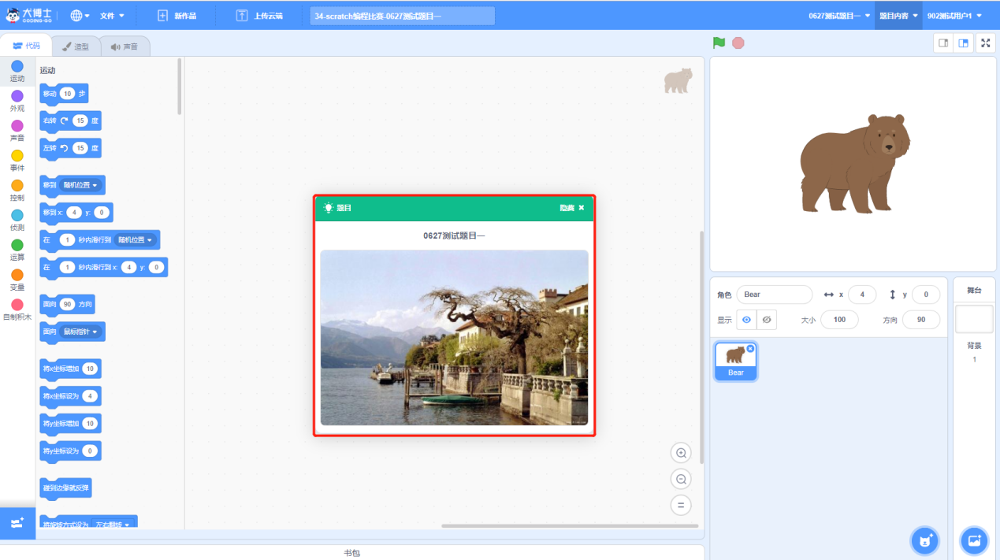 犬博士
CODING-GO
文件
新作品
上传云端
34-scratch编程比赛-0627测试题目一
0627测试题目一
题目内容
902测试用户1
代码
造型
声音
运动
外观
声音
事件
控制
侦测
运算
变量
自制积木
运动
移动 10 步
右转 15 度
左转 15 度
移到 随机位置
移到 x: 4 y: 0
在 1 秒内滑行到 随机位置
在 1 秒内滑行到 x: 4 y: 0
面向 90 方向
面向 鼠标指针
将x坐标增加 10
将x坐标设为 4
将y坐标增加 10
将y坐标设为 0
碰到边缘就反弹
将旋转方式设为 左右翻转
题目
隐藏
0627测试题目一
书包
角色 Bear x 4 y 0
显示 大小 100 方向 90
Bear
舞台
背景
1